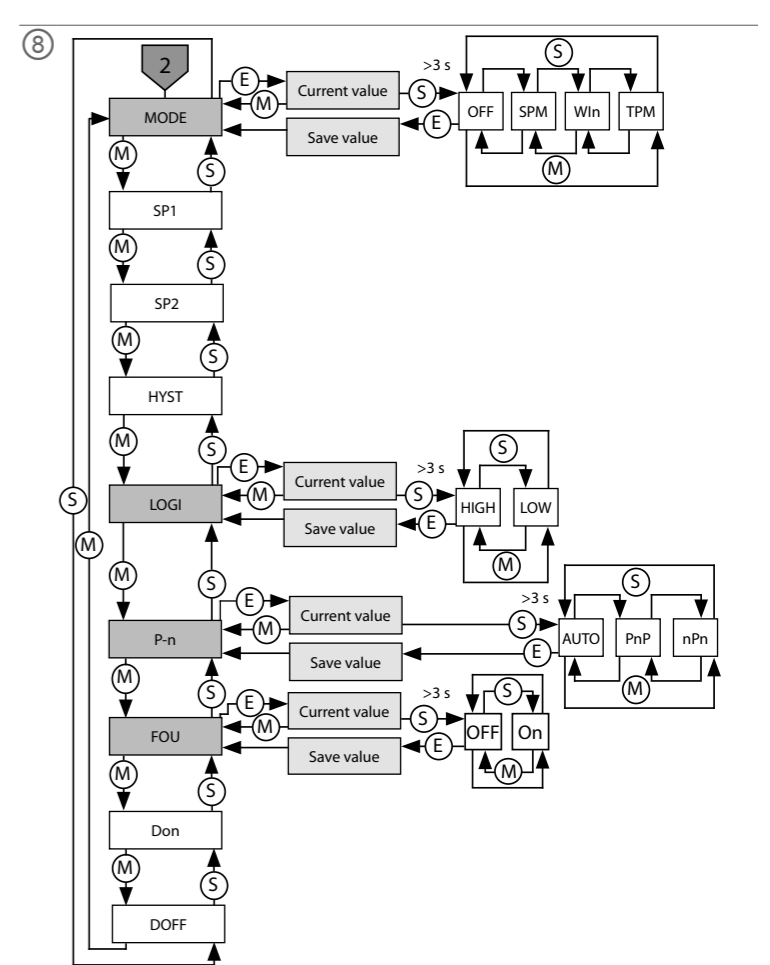 8
2
MODE
E
M
Current value
Save value
>3 s
S
E
OFF
SPM
WIn
TPM
S
M
M
S
SP1
M
S
SP2
M
S
HYST
M
S
LOGI
E
M
Current value
Save value
>3 s
S
E
HIGH
LOW
S
M
S
M
M
S
P-n
E
M
Current value
Save value
>3 s
S
E
AUTO
PnP
nPn
S
M
M
S
FOU
E
M
Current value
Save value
>3 s
S
E
OFF
On
S
M
M
S
Don
M
S
DOFF